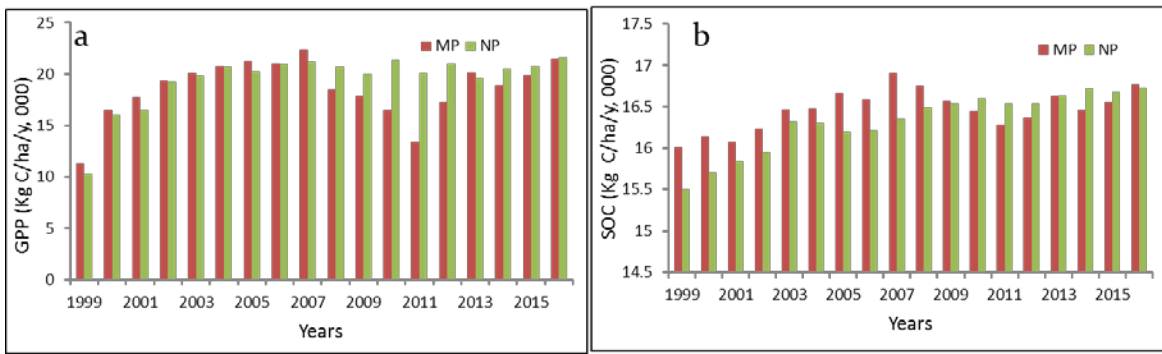 a
MP NP
25
20
15
10
5
0
GPP (Kg C/ha/y, 000)
1999 2001 2003 2005 2007 2009 2011 2013 2015
Years
b
MP NP
17.5
17
16.5
16
15.5
15
14.5
SOC (Kg C/ha/y, 000)
1999 2001 2003 2005 2007 2009 2011 2013 2015
Years